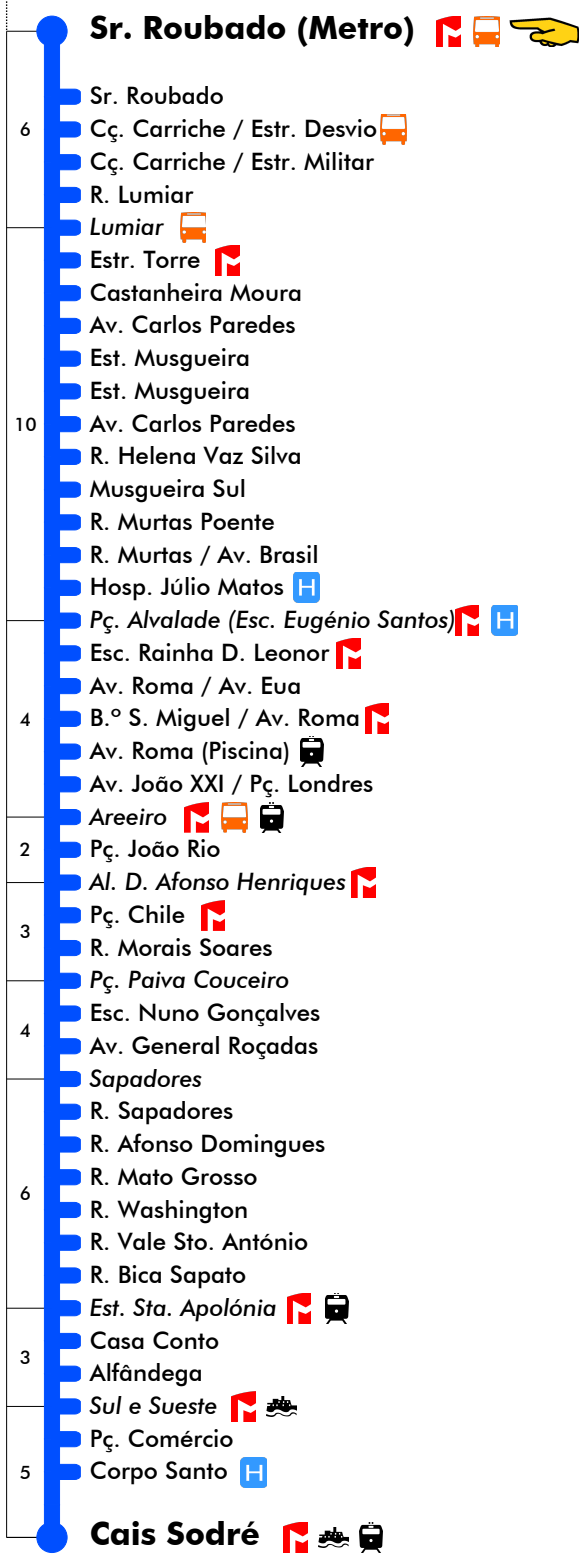 Sr. Roubado (Metro)
Sr. Roubado
6
Cç. Carriche / Estr. Desvio
Cç. Carriche / Estr. Militar
R. Lumiar
Lumiar
Estr. Torre
Castanheira Moura
Av. Carlos Paredes
Est. Musgueira
Est. Musgueira
10
Av. Carlos Paredes
R. Helena Vaz Silva
Musgueira Sul
R. Murtas Poente
R. Murtas / Av. Brasil
Hosp. Júlio Matos H
Pç. Alvalade (Esc. Eugénio Santos) H
Esc. Rainha D. Leonor
Av. Roma / Av. Eua
4
B.º S. Miguel / Av. Roma
Av. Roma (Piscina)
Av. João XXI / Pç. Londres
Areeiro
2
Pç. João Rio
Al. D. Afonso Henriques
Pç. Chile
3
R. Morais Soares
Pç. Paiva Couceiro
Esc. Nuno Gonçalves
4
Av. General Roçadas
Sapadores
R. Sapadores
R. Afonso Domingues
R. Mato Grosso
6
R. Washington
R. Vale Sto. António
R. Bica Sapato
Est. Sta. Apolónia
Casa Conto
3
Alfândega
Sul e Sueste
Pç. Comércio
5
Corpo Santo H
Cais Sodré